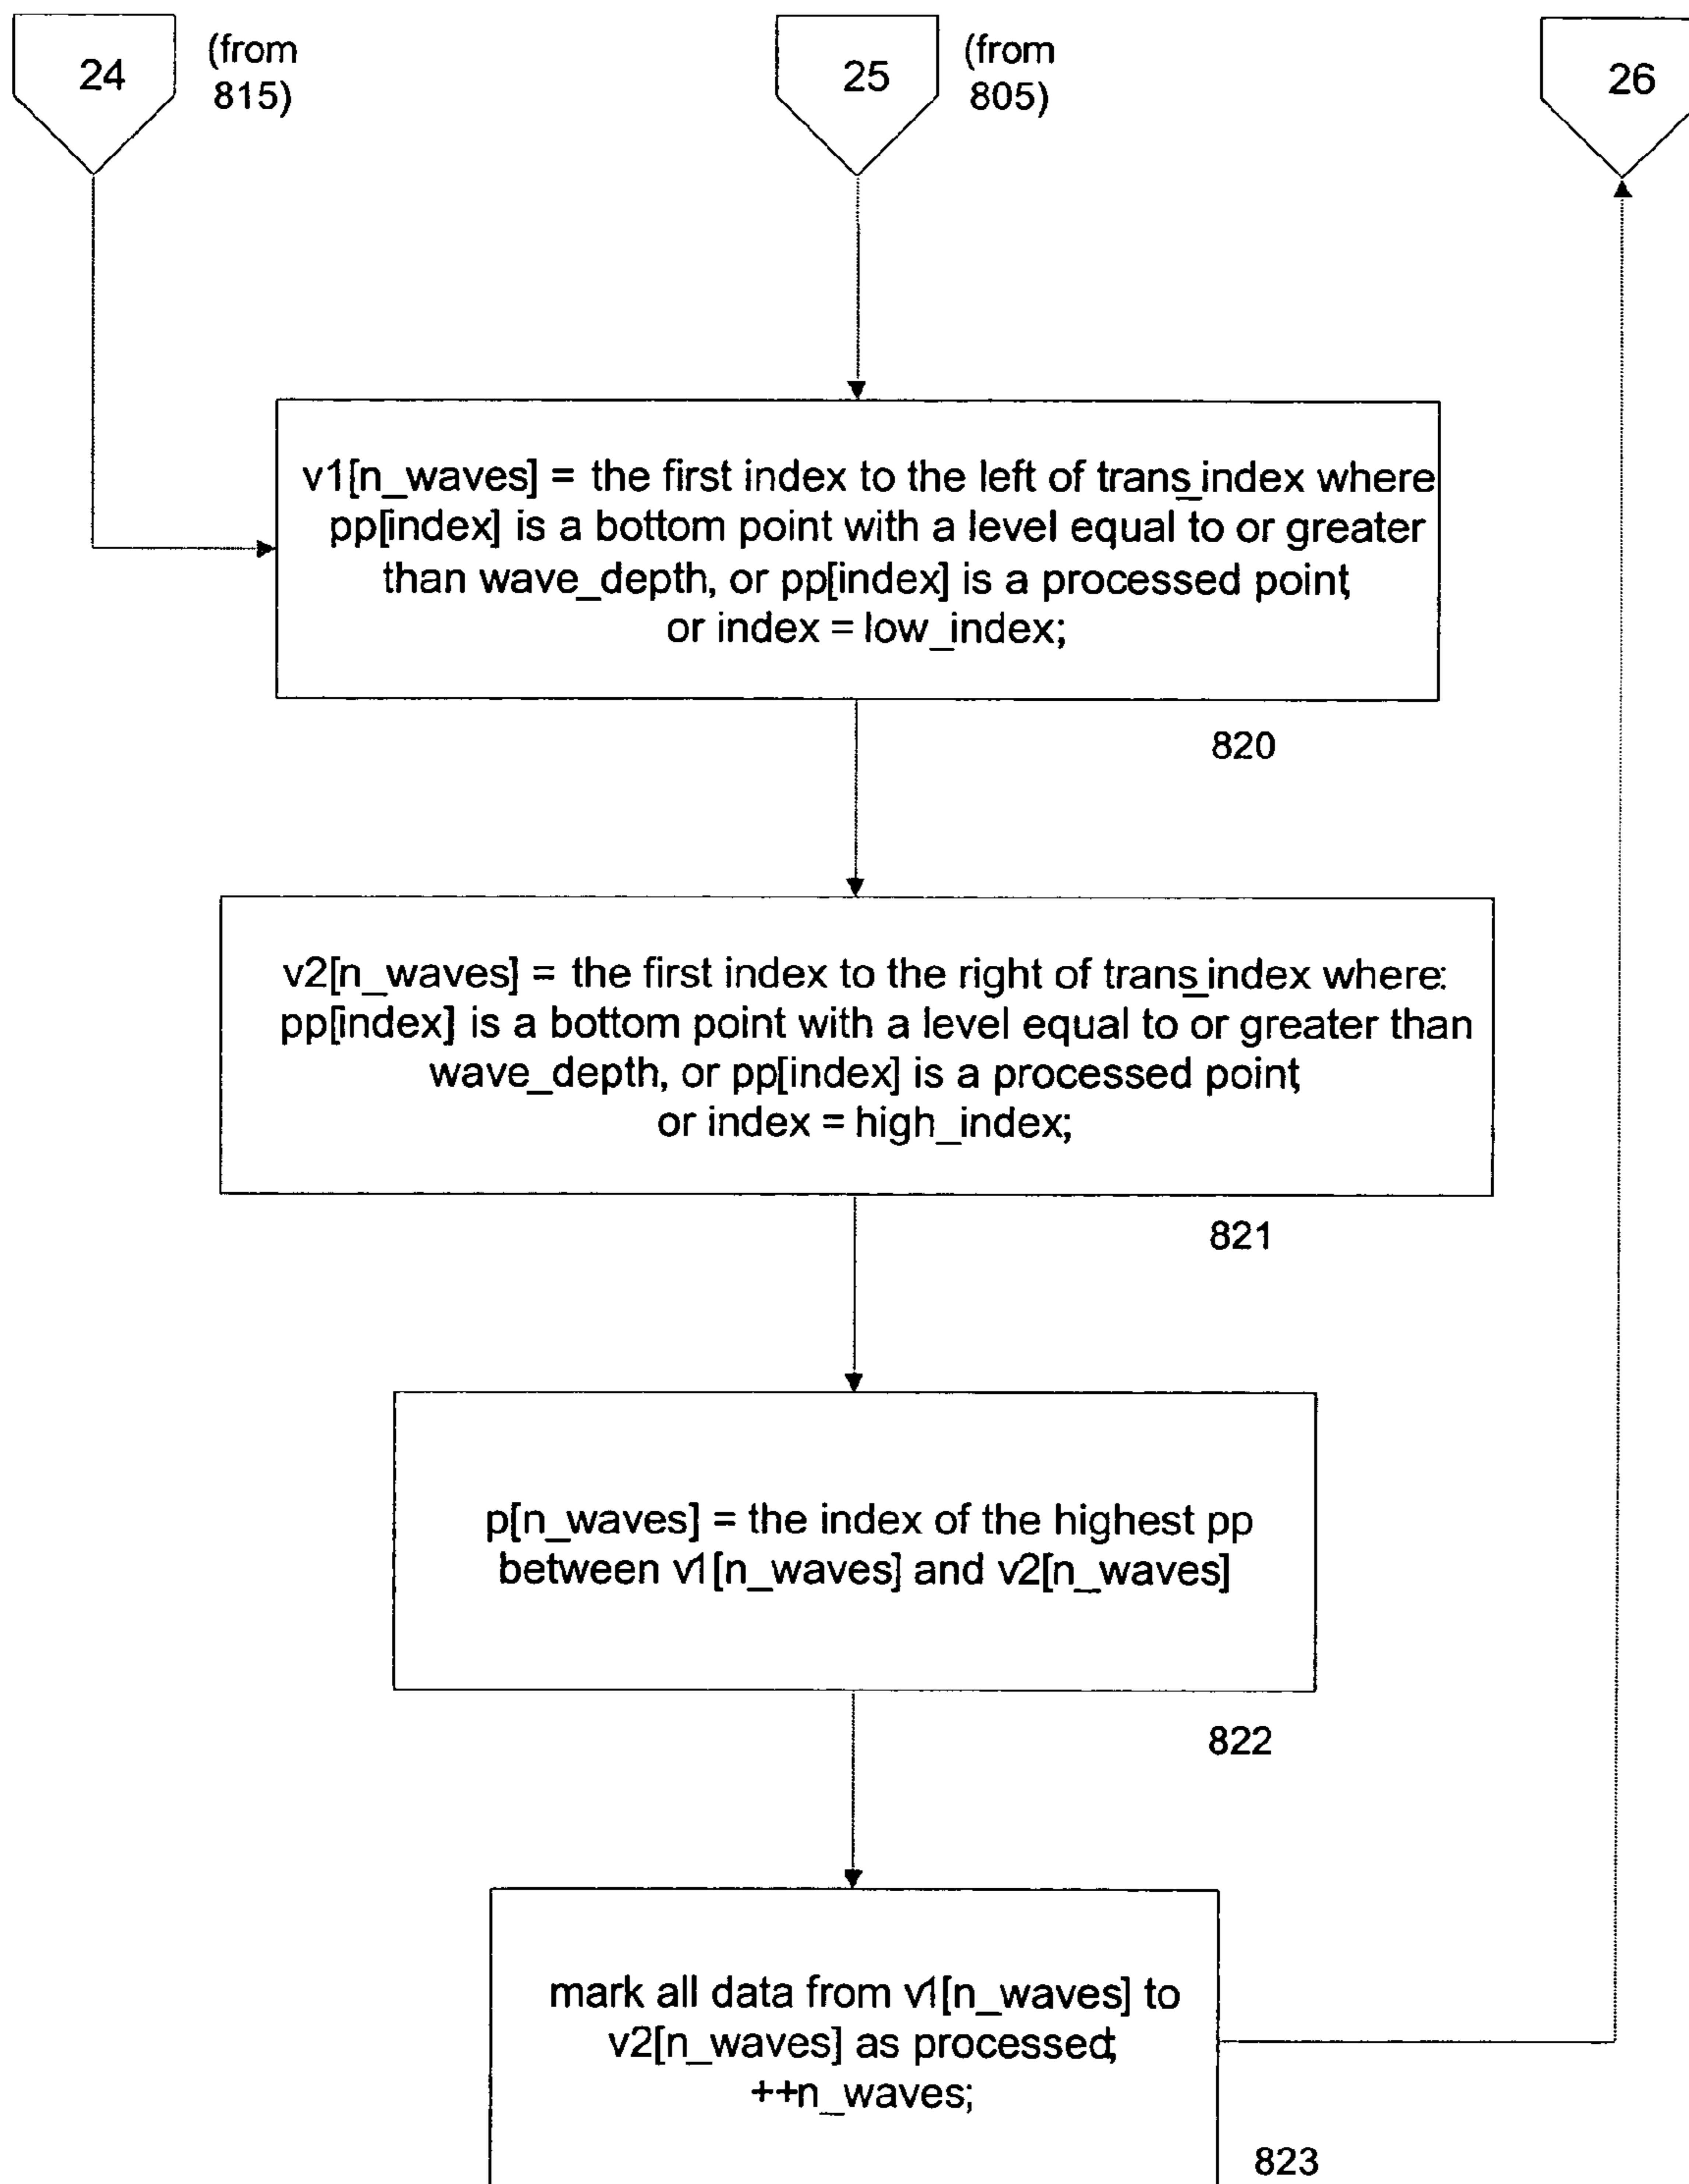 24
(from
815)
25
(from
805)
26
v1[n_waves] = the first index to the left of trans_index where
pp[index] is a bottom point with a level equal to or greater
than wave_depth, or pp[index] is a processed point,
or index = low_index;
820
v2[n_waves] = the first index to the right of trans_index where:
pp[index] is a bottom point with a level equal to or greater than
wave_depth, or pp[index] is a processed point,
or index = high_index;
821
p[n_waves] = the index of the highest pp
between v1[n_waves] and v2[n_waves]
822
mark all data from v1[n_waves] to
v2[n_waves] as processed;
++n_waves;
823